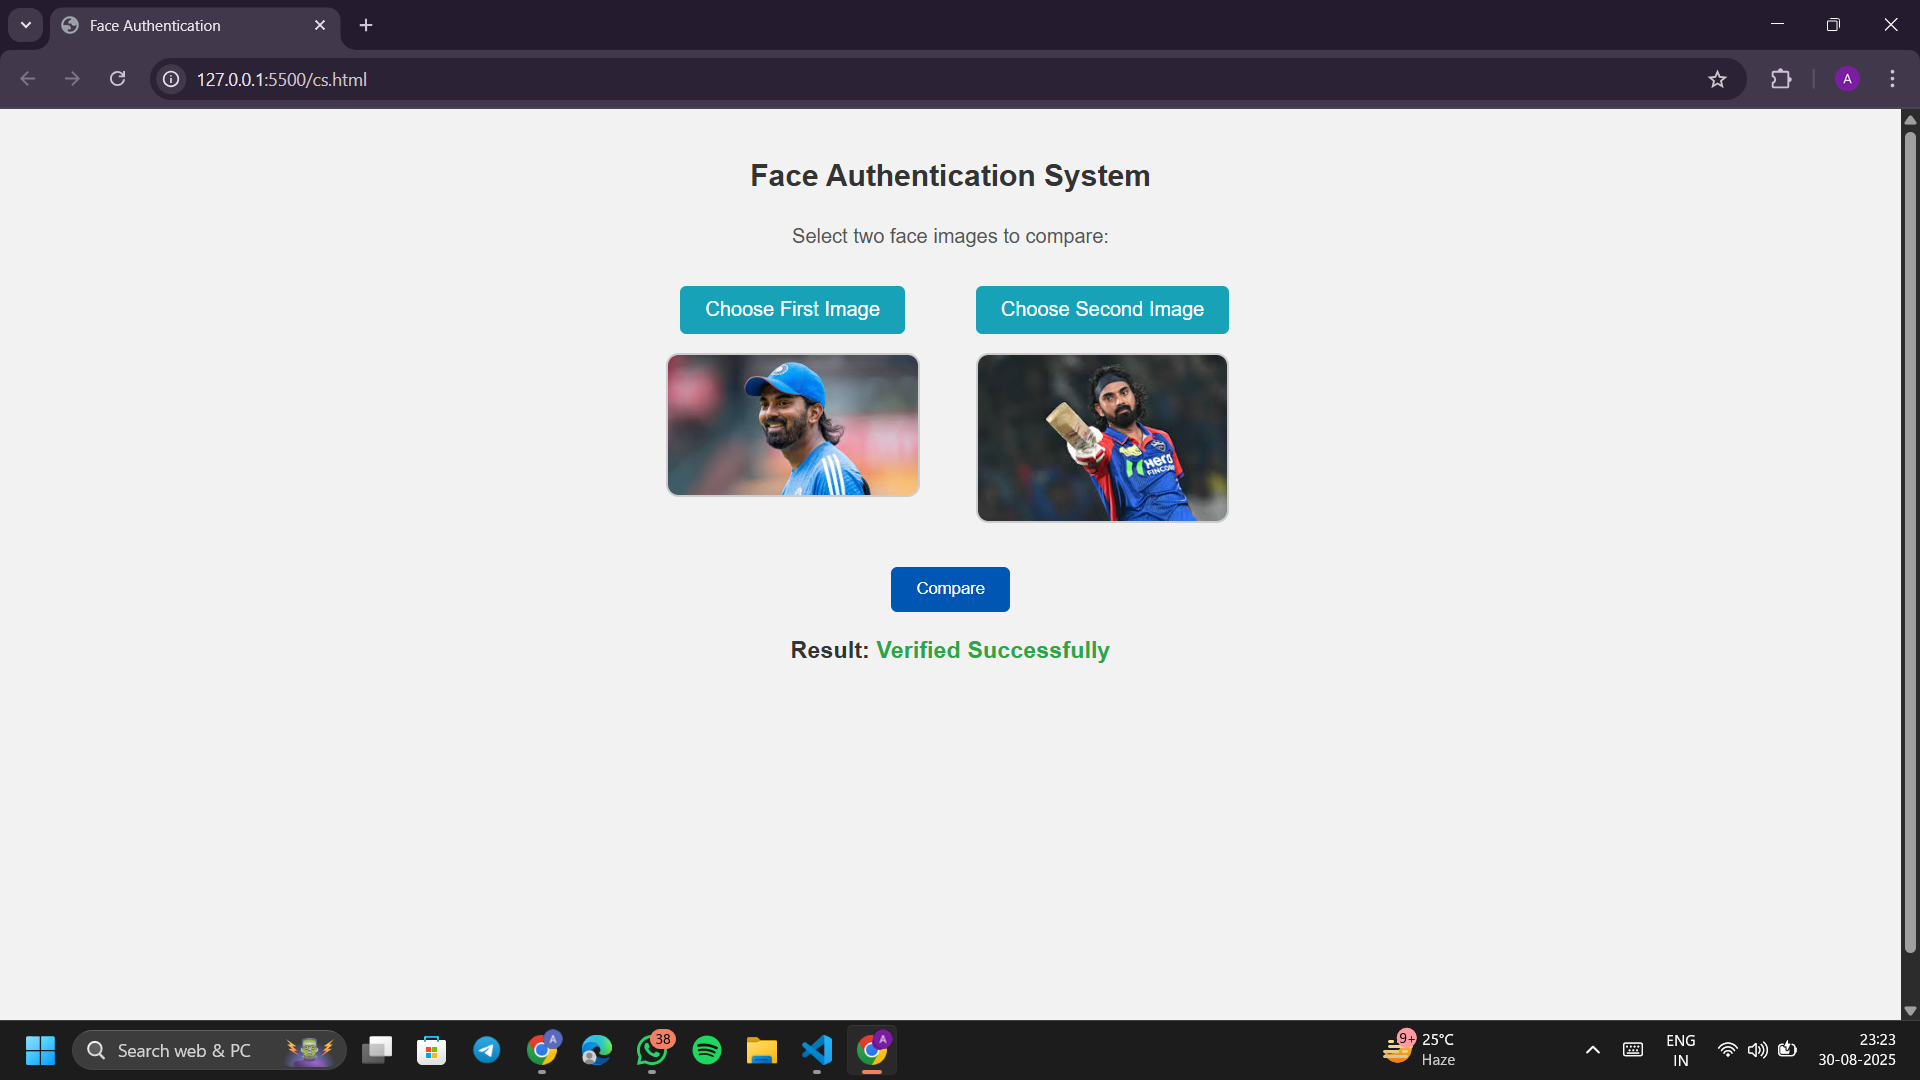 Face Authentication
127.0.0.1:5500/cs.html
A
Face Authentication System
Select two face images to compare:
Choose First Image
Choose Second Image
Hero
FINCORP
Compare
Result: Verified Successfully
Search web & PC
A
38
A
9+
25°C
Haze
ENG
IN
23:23
30-08-2025